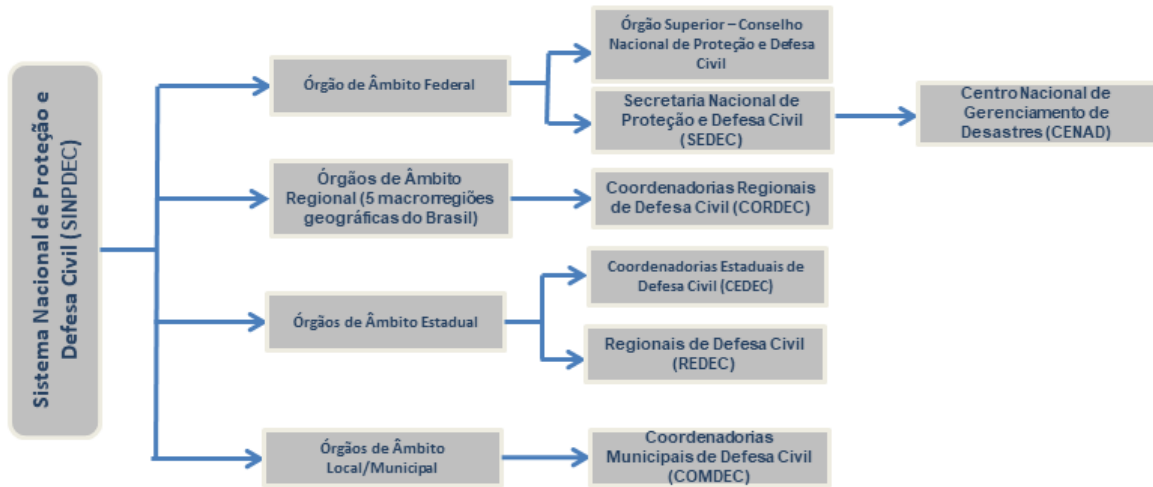 Sistema Nacional de Proteção e
Defesa Civil (SINPDEC)
Órgão de Âmbito Federal
Órgão Superior – Conselho
Nacional de Proteção e Defesa
Civil
Secretaria Nacional de
Proteção e Defesa Civil
(SEDEC)
Centro Nacional de
Gerenciamento de
Desastres (CENAD)
Órgãos de Âmbito
Regional (5 macrorregiões
geográficas do Brasil)
Coordenadorias Regionais
de Defesa Civil (CORDEC)
Órgãos de Âmbito Estadual
Coordenadorias Estaduais de
Defesa Civil (CEDEC)
Regionais de Defesa Civil
(REDEC)
Órgãos de Âmbito
Local/Municipal
Coordenadorias
Municipais de Defesa Civil
(COMDEC)